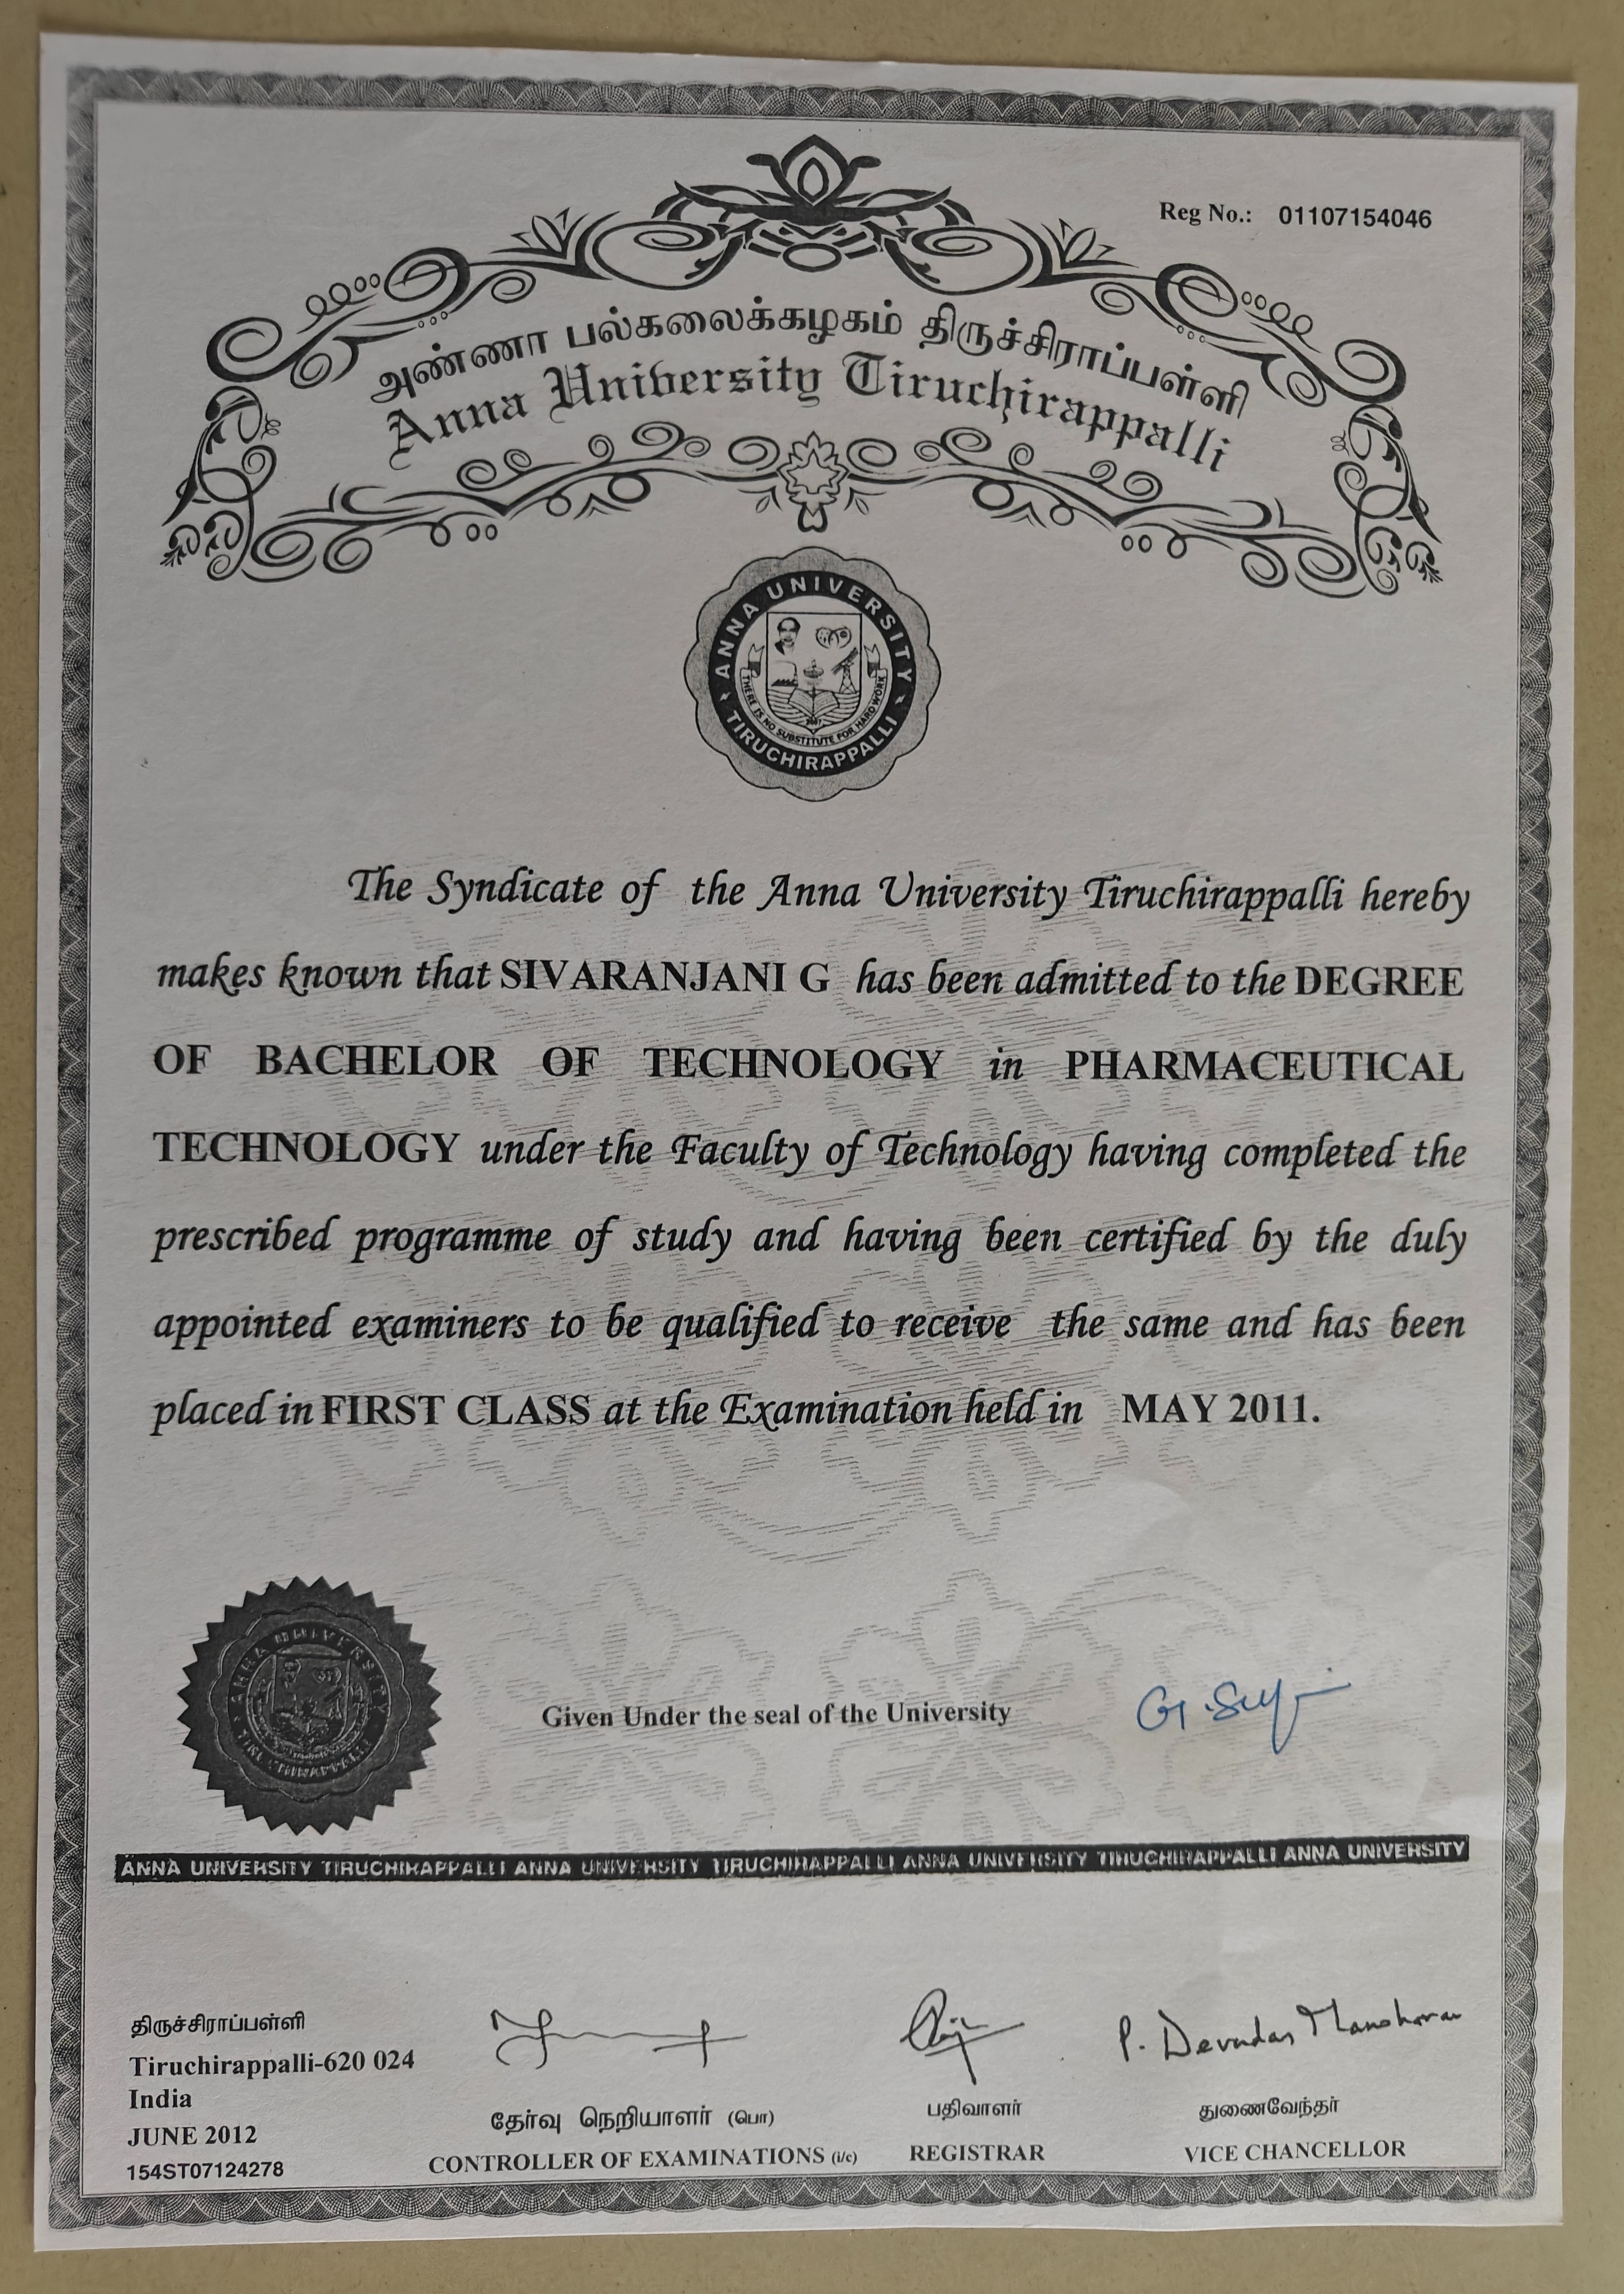 Reg No.: 01107154046
அண்ணா பல்கலைக்கழகம் திருச்சிராப்பள்ளி
Anna University Tiruchirappalli
ANNA UNIVERSITY
THERE IS NO SUBSTITUTE FOR HARD WORK
TIRUCHIRAPPALLI
The Syndicate of the Anna University Tiruchirappalli hereby
makes known that SIVARANJANI G has been admitted to the DEGREE
OF BACHELOR OF TECHNOLOGY in PHARMACEUTICAL
TECHNOLOGY under the Faculty of Technology having completed the
prescribed programme of study and having been certified by the duly
appointed examiners to be qualified to receive the same and has been
placed in FIRST CLASS at the Examination held in MAY 2011.
ANNA UNIVERSITY
TIRUCHIRAPPALLI
Given Under the seal of the University
ANNA UNIVERSITY TIRUCHIRAPPALLI ANNA UNIVERSITY TIRUCHIRAPPALLI ANNA UNIVERSITY TIRUCHIRAPPALLI ANNA UNIVERSITY
P. Devadas Manoharan
திருச்சிராப்பள்ளி
Tiruchirappalli-620 024
India
JUNE 2012
154ST07124278
தேர்வு நெறியாளர் (பொ)
CONTROLLER OF EXAMINATIONS (i/c)
பதிவாளர்
REGISTRAR
துணைவேந்தர்
VICE CHANCELLOR